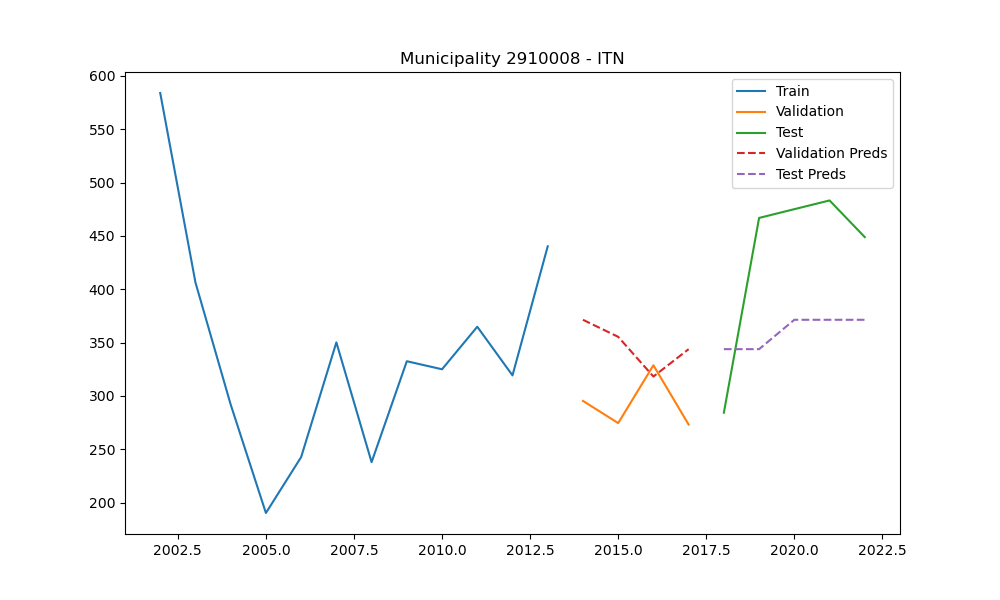 Municipality 2910008 - ITN
600
550
500
450
400
350
300
250
200
Train
Validation
Test
Validation Preds
Test Preds
2002.5 2005.0 2007.5 2010.0 2012.5 2015.0 2017.5 2020.0 2022.5